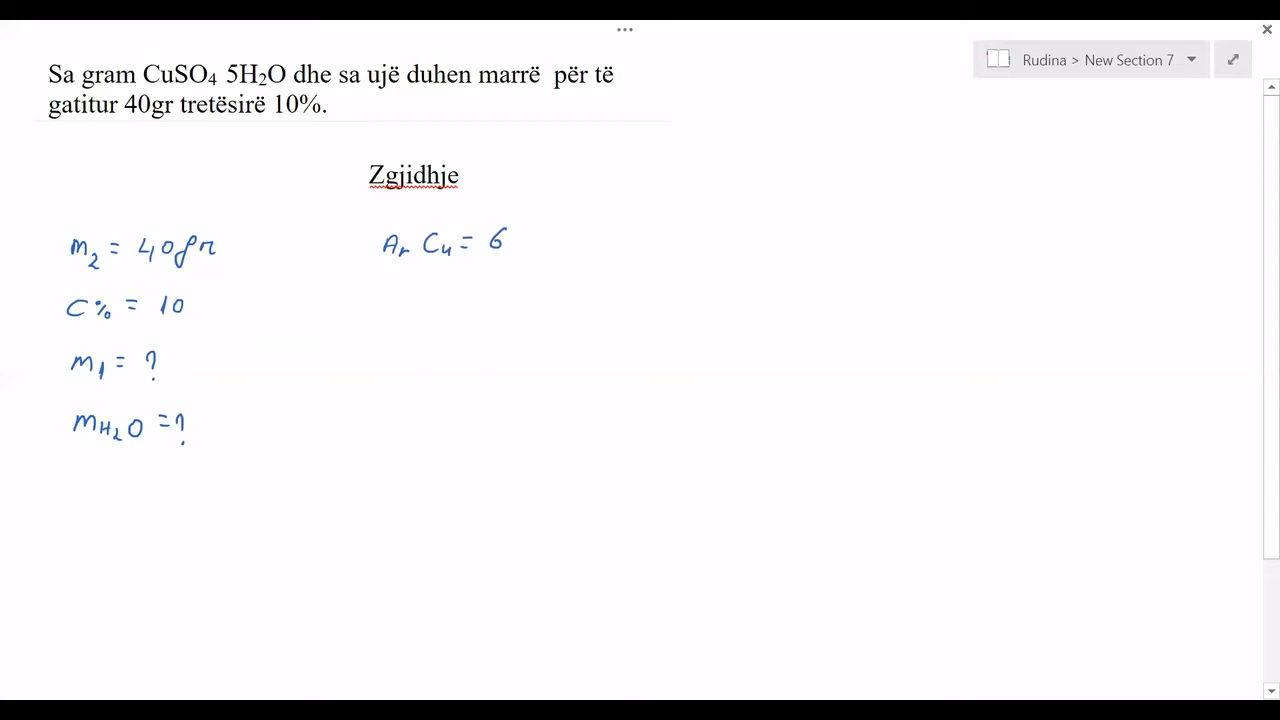 Rudina > New Section 7
Sa gram CuSO₄ 5H₂O dhe sa ujë duhen marrë për të
gatitur 40gr tretësirë 10%.
Zgjidhje
m₂ = 40gr
Ar Cu = 6
C% = 10
m₁ = ?
mH₂O = ?